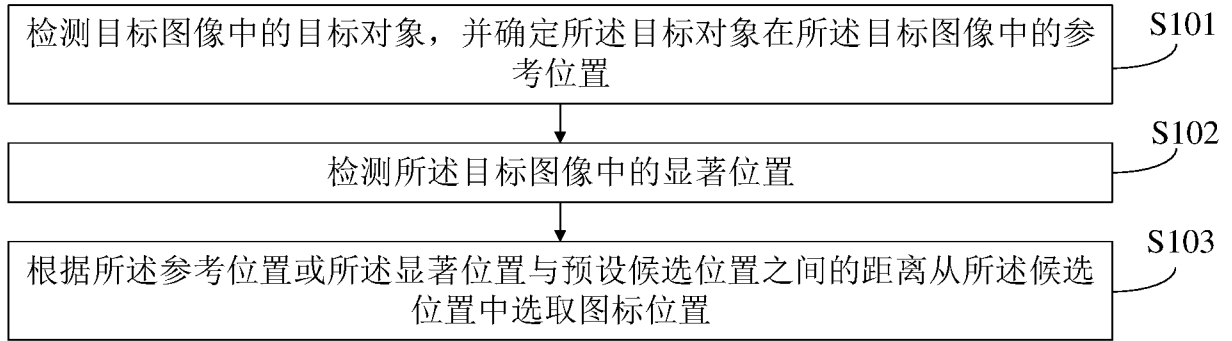 检测目标图像中的目标对象，并确定所述目标对象在所述目标图像中的参
考位置
S101
检测所述目标图像中的显著位置
S102
根据所述参考位置或所述显著位置与预设候选位置之间的距离从所述候选
位置中选取图标位置
S103